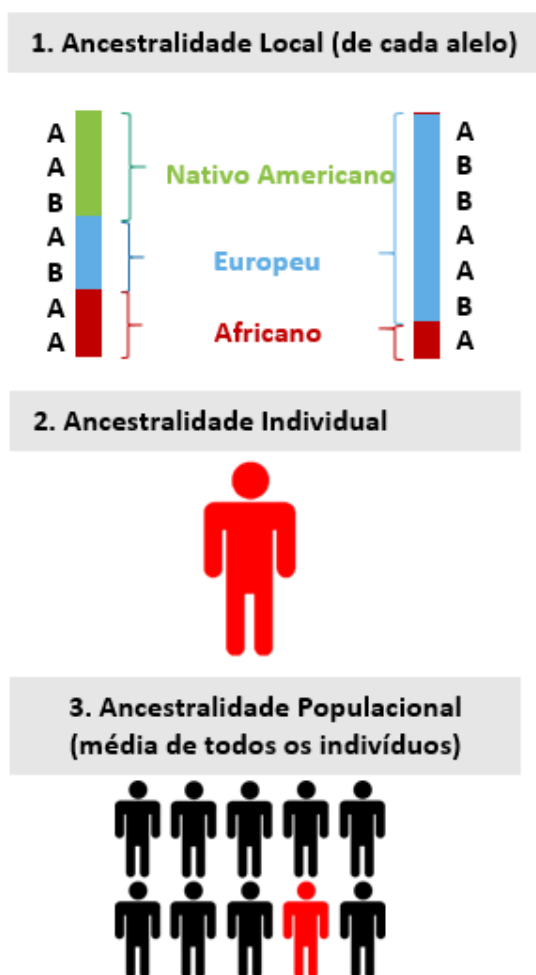 1. Ancestralidade Local (de cada alelo)
A
A
B
A
B
A
A
Nativo Americano
Europeu
Africano
A
B
B
A
A
B
A
2. Ancestralidade Individual
3. Ancestralidade Populacional
(média de todos os indivíduos)